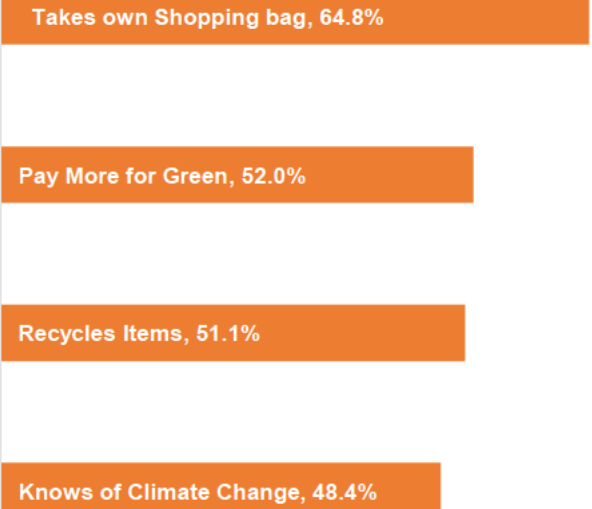 Takes own Shopping bag, 64.8%
Pay More for Green, 52.0%
Recycles Items, 51.1%
Knows of Climate Change, 48.4%